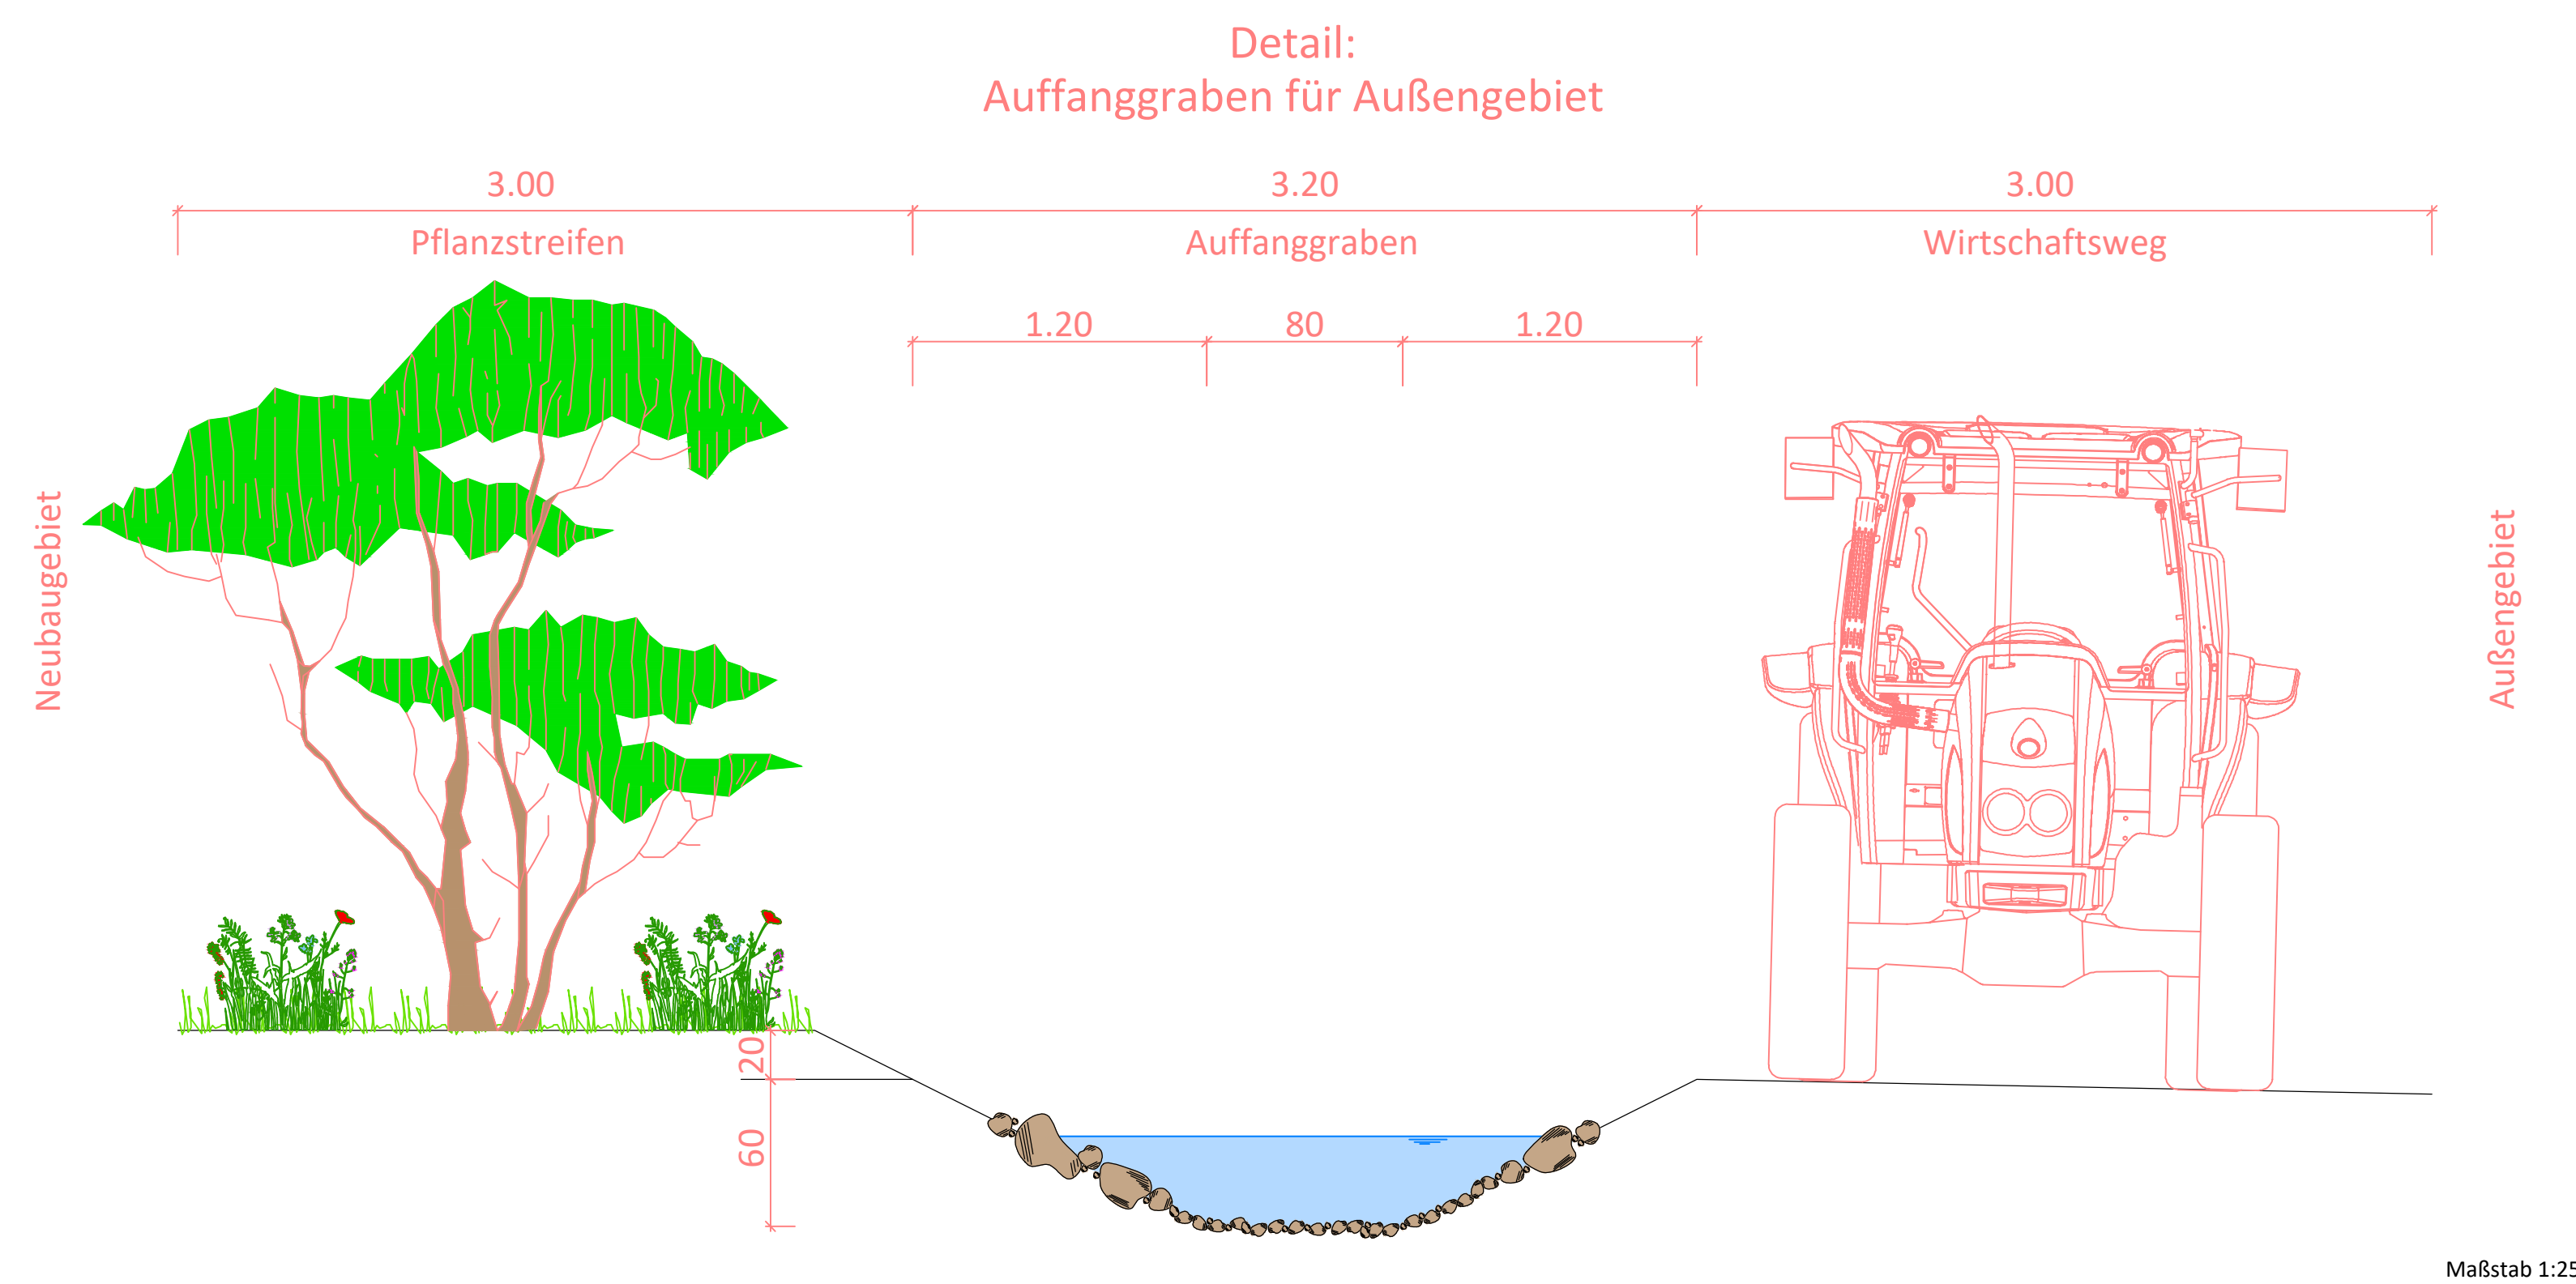 Detail:
Auffanggraben für Außengebiet
3.00
3.20
3.00
Pflanzstreifen
Auffanggraben
Wirtschaftsweg
1.20
80
1.20
Neubaugebiet
Außengebiet
20
60
Maßstab 1:25